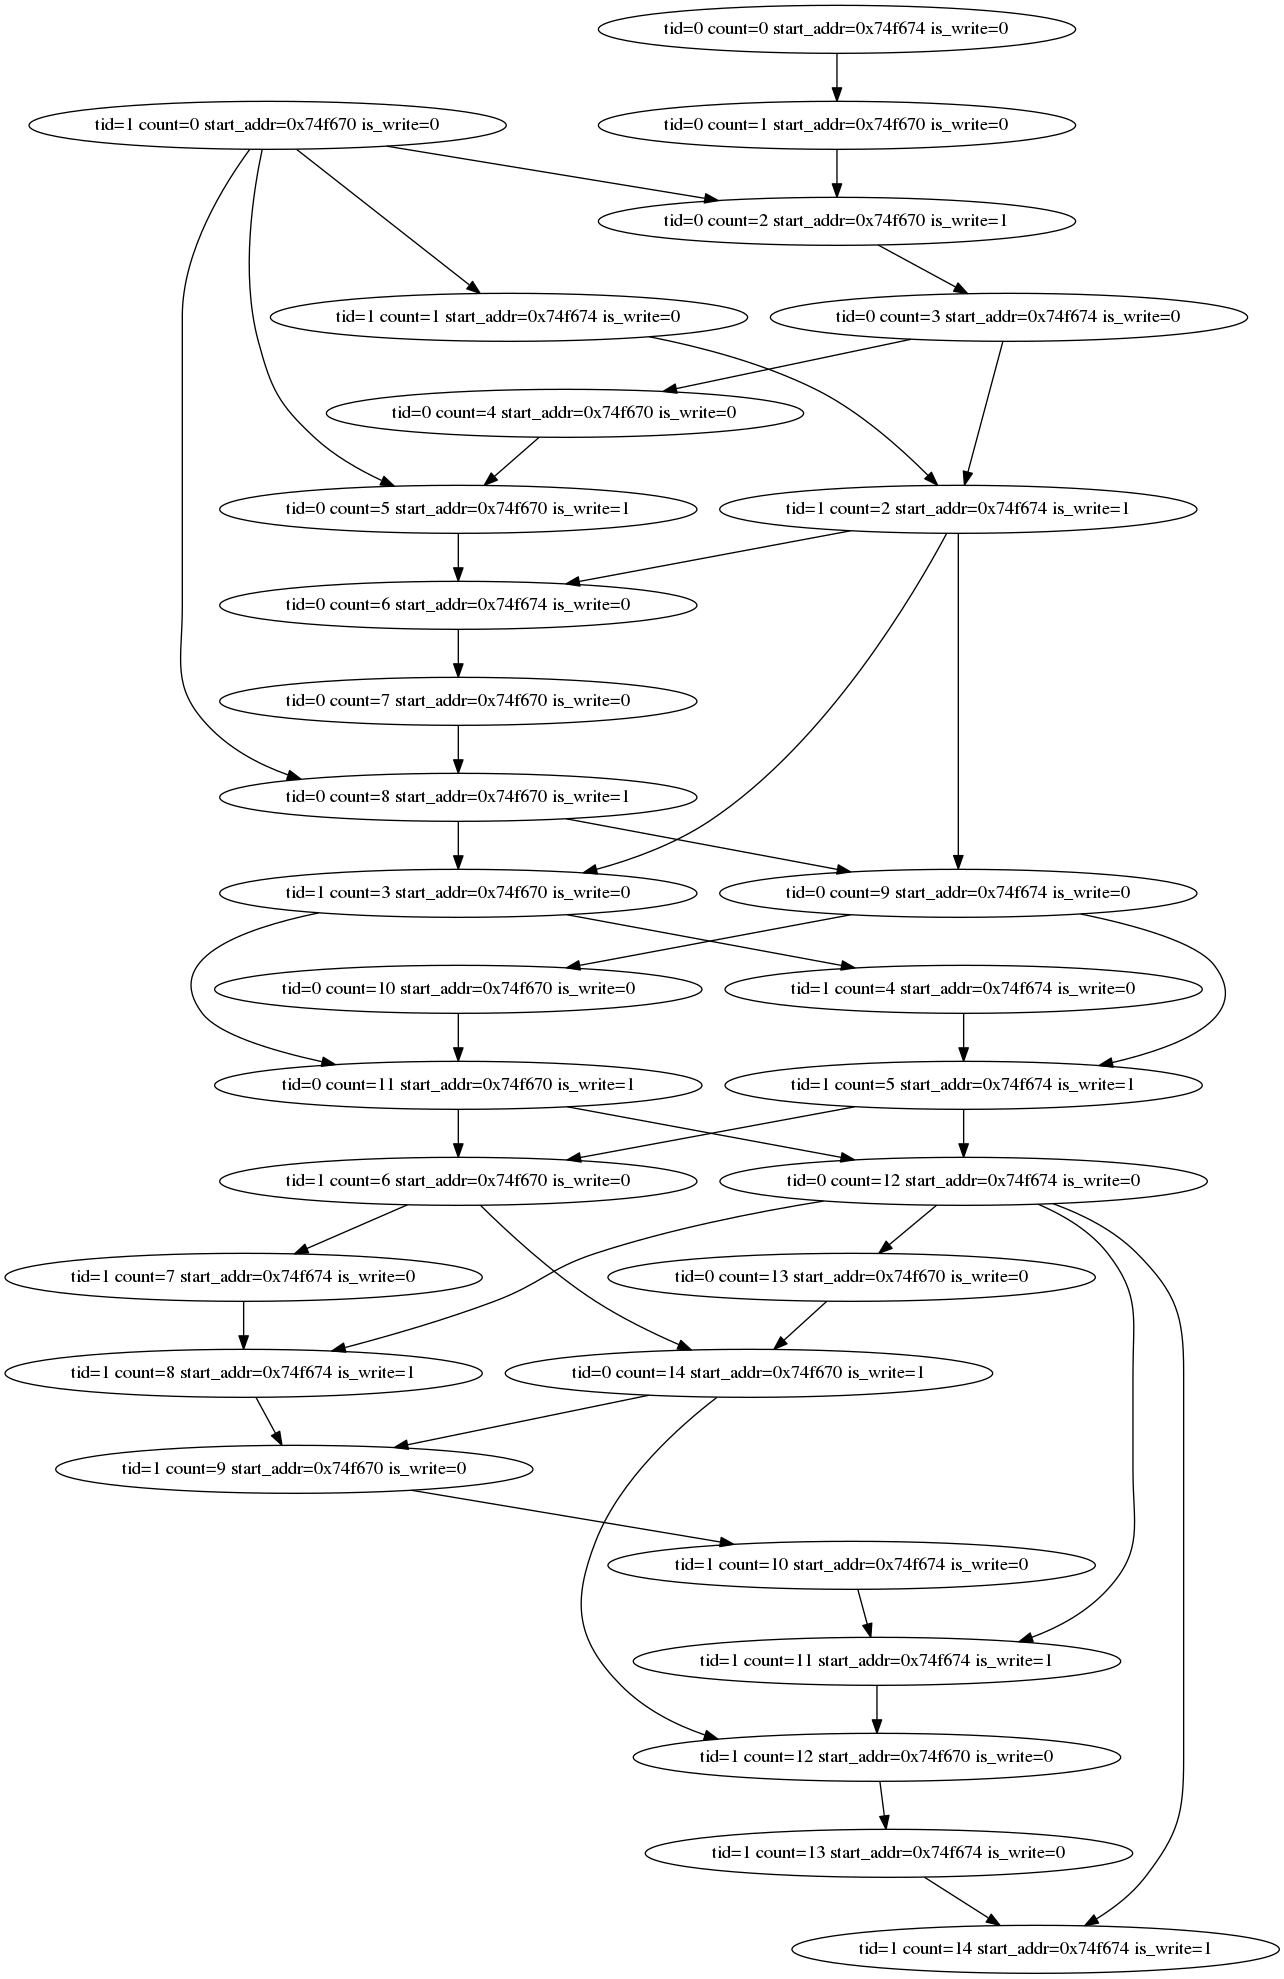 tid=0 count=0 start_addr=0x74f674 is_write=0
tid=1 count=0 start_addr=0x74f670 is_write=0
tid=0 count=1 start_addr=0x74f670 is_write=0
tid=0 count=2 start_addr=0x74f670 is_write=1
tid=1 count=1 start_addr=0x74f674 is_write=0
tid=0 count=3 start_addr=0x74f674 is_write=0
tid=0 count=4 start_addr=0x74f670 is_write=0
tid=0 count=5 start_addr=0x74f670 is_write=1
tid=1 count=2 start_addr=0x74f674 is_write=1
tid=0 count=6 start_addr=0x74f674 is_write=0
tid=0 count=7 start_addr=0x74f670 is_write=0
tid=0 count=8 start_addr=0x74f670 is_write=1
tid=1 count=3 start_addr=0x74f670 is_write=0
tid=0 count=9 start_addr=0x74f674 is_write=0
tid=0 count=10 start_addr=0x74f670 is_write=0
tid=1 count=4 start_addr=0x74f674 is_write=0
tid=0 count=11 start_addr=0x74f670 is_write=1
tid=1 count=5 start_addr=0x74f674 is_write=1
tid=1 count=6 start_addr=0x74f670 is_write=0
tid=0 count=12 start_addr=0x74f674 is_write=0
tid=1 count=7 start_addr=0x74f674 is_write=0
tid=0 count=13 start_addr=0x74f670 is_write=0
tid=1 count=8 start_addr=0x74f674 is_write=1
tid=0 count=14 start_addr=0x74f670 is_write=1
tid=1 count=9 start_addr=0x74f670 is_write=0
tid=1 count=10 start_addr=0x74f674 is_write=0
tid=1 count=11 start_addr=0x74f674 is_write=1
tid=1 count=12 start_addr=0x74f670 is_write=0
tid=1 count=13 start_addr=0x74f674 is_write=0
tid=1 count=14 start_addr=0x74f674 is_write=1